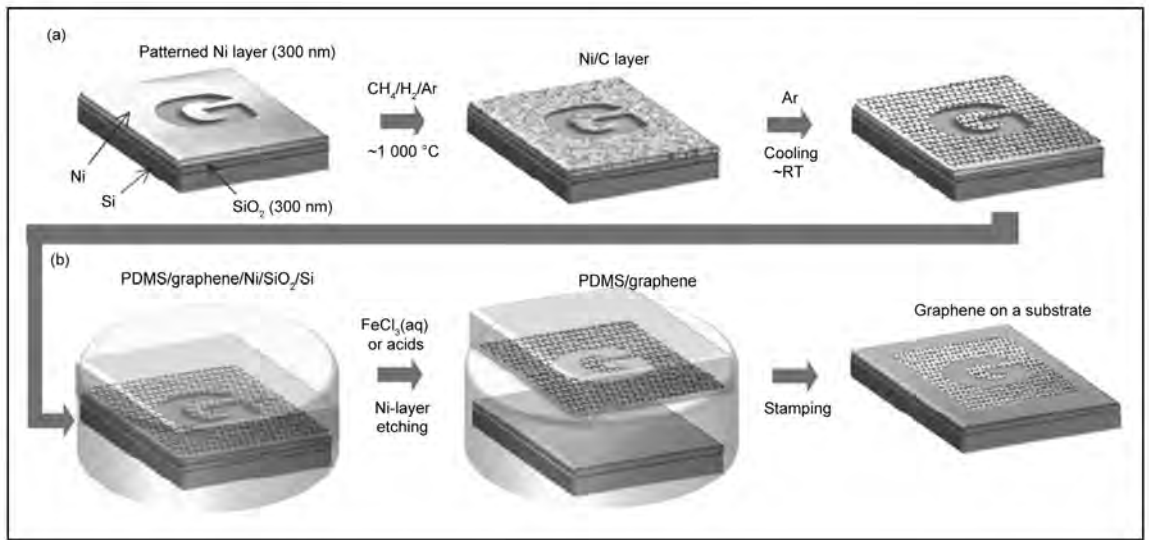 (a)
Patterned Ni layer (300 nm)
Ni
Si
SiO₂ (300 nm)
CH₄/H₂/Ar
~1 000 °C
Ni/C layer
Ar
Cooling
~RT
(b)
PDMS/graphene/Ni/SiO₂/Si
FeCl₃(aq)
or acids
Ni-layer
etching
PDMS/graphene
Stamping
Graphene on a substrate